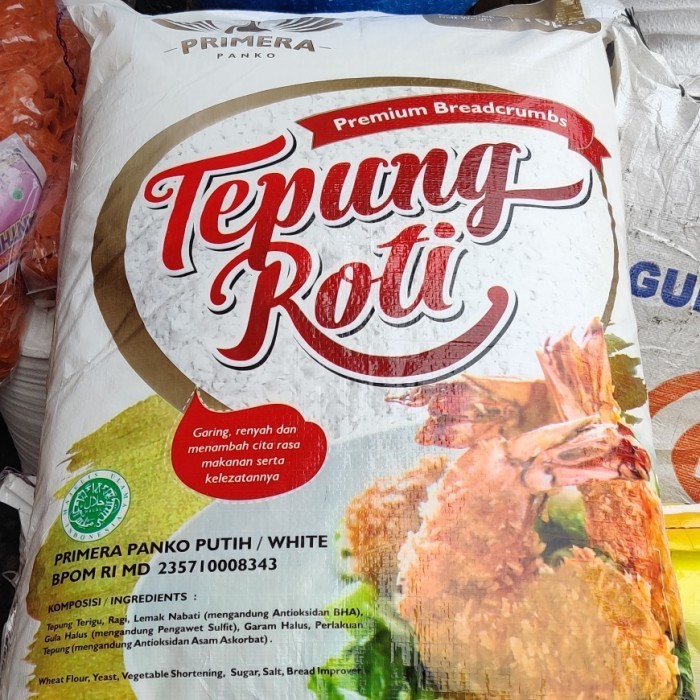 PRIMERA
PANKO
Premium Breadcrumbs
Tepung
Roti
Garing, renyah dan
menambah cita rasa
makanan serta
kelezatannya
PRIMERA PANKO PUTIH / WHITE
BPOM RI MD 235710008343
KOMPOSISI / INGREDIENTS :
Tepung Terigu, Ragi, Lemak Nabati (mengandung Antioksidan BHA),
Gula Halus (mengandung Pengawet Sulfit), Garam Halus, Perlakuan
Tepung (mengandung Antioksidan Asam Askorbat) .
Wheat Flour, Yeast, Vegetable Shortening, Sugar, Salt, Bread Improver
GU